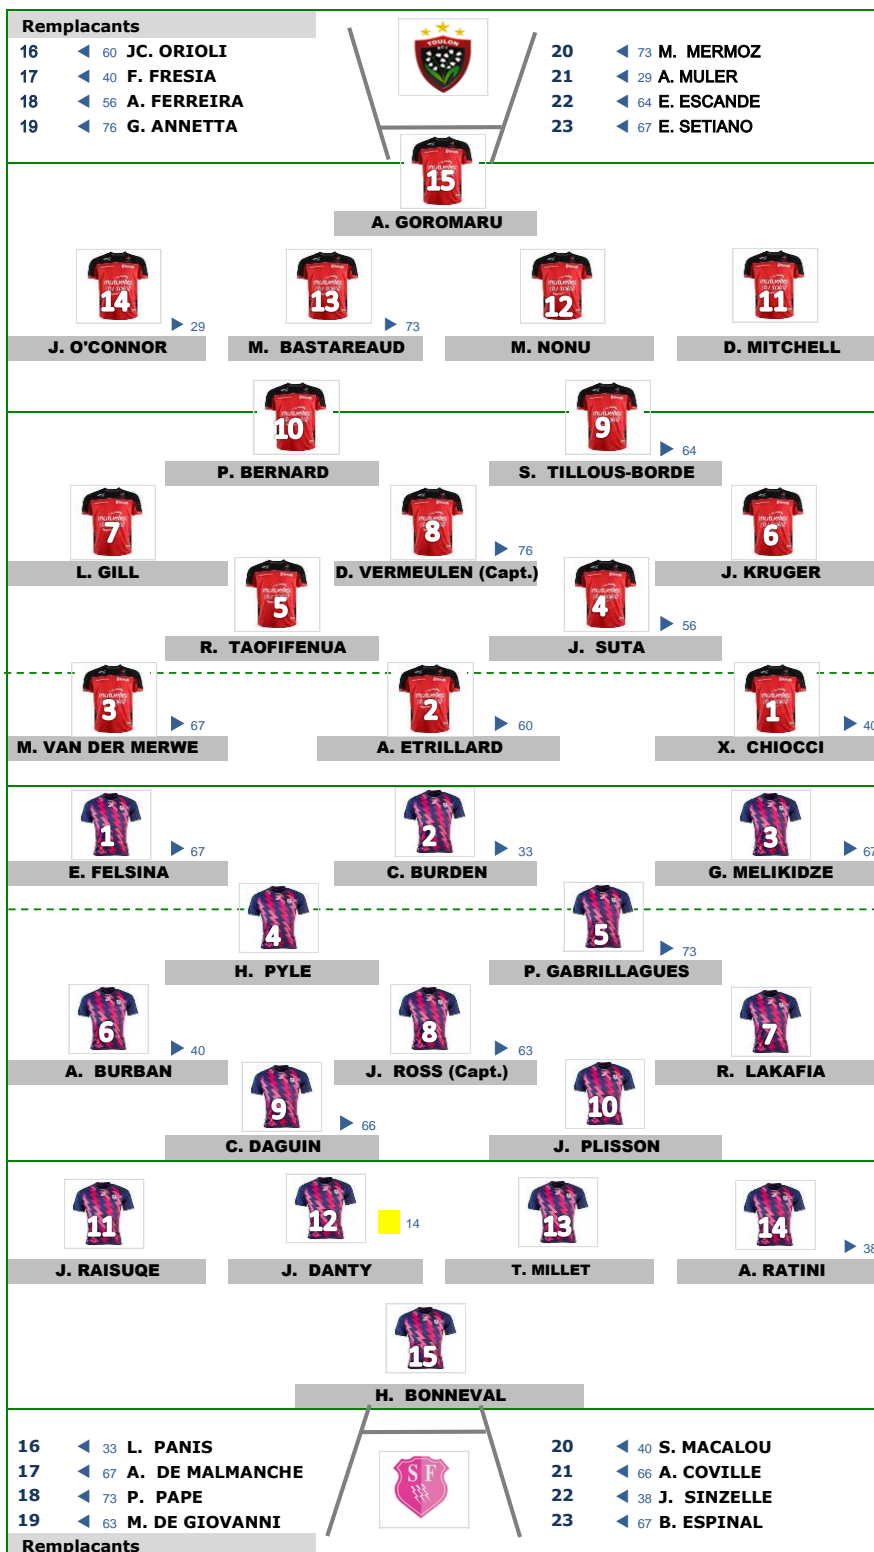 Remplacants
16 60 JC. ORIOLI 20 73 M. MERMOZ
17 40 F. FRESIA 21 29 A. MULER
18 56 A. FERREIRA 22 64 E. ESCANDE
19 76 G. ANNETTA 23 67 E. SETIANO
TOULON
15
A. GOROMARU
14 13 12 11
29 73
J. O'CONNOR M. BASTAREAUD M. NONU D. MITCHELL
10 9
64
P. BERNARD S. TILLOUS-BORDE
7 8 6
76
L. GILL D. VERMEULEN (Capt.) J. KRUGER
5 4
56
R. TAOFIFENUA J. SUTA
3 2 1
67 60 40
M. VAN DER MERWE A. ETRILLARD X. CHIOCCI
1 2 3
67 33 67
E. FELSINA C. BURDEN G. MELIKIDZE
4 5
73
H. PYLE P. GABRILLAGUES
6 8 7
40 63
A. BURBAN J. ROSS (Capt.) R. LAKAFIA
9 10
66
C. DAGUIN J. PLISSON
11 12 13 14
14 38
J. RAISUQE J. DANTY T. MILLET A. RATINI
15
H. BONNEVAL
16 33 L. PANIS 20 40 S. MACALOU
17 67 A. DE MALMANCHE 21 66 A. COVILLE
18 73 P. PAPE 22 38 J. SINZELLE
19 63 M. DE GIOVANNI 23 67 B. ESPINAL
SF
Remplacants